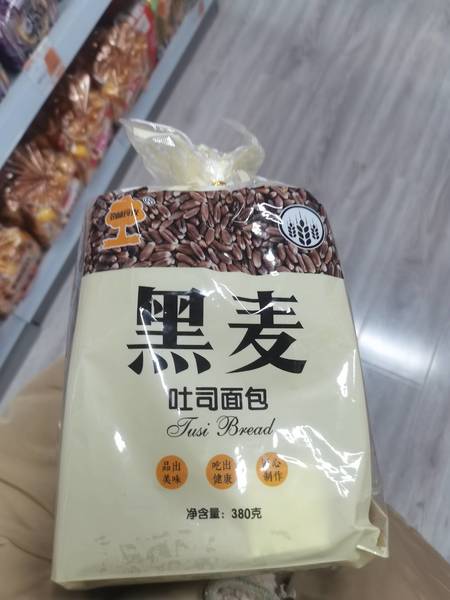 黑麦
吐司面包
Tusi Bread
品出
美味
吃出
健康
心
制作
净含量：380克